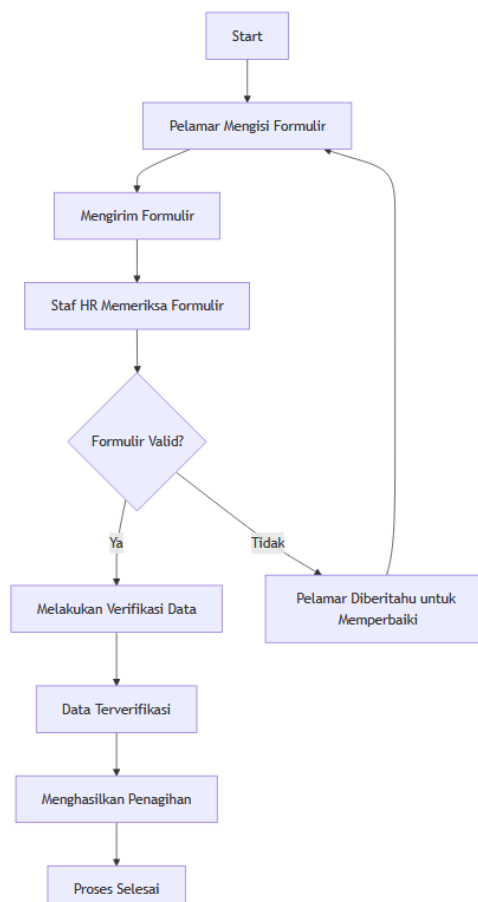 Start
Pelamar Mengisi Formulir
Mengirim Formulir
Staf HR Memeriksa Formulir
Formulir Valid?
Ya
Tidak
Melakukan Verifikasi Data
Pelamar Diberitahu untuk
Memperbaiki
Data Terverifikasi
Menghasilkan Penagihan
Proses Selesai